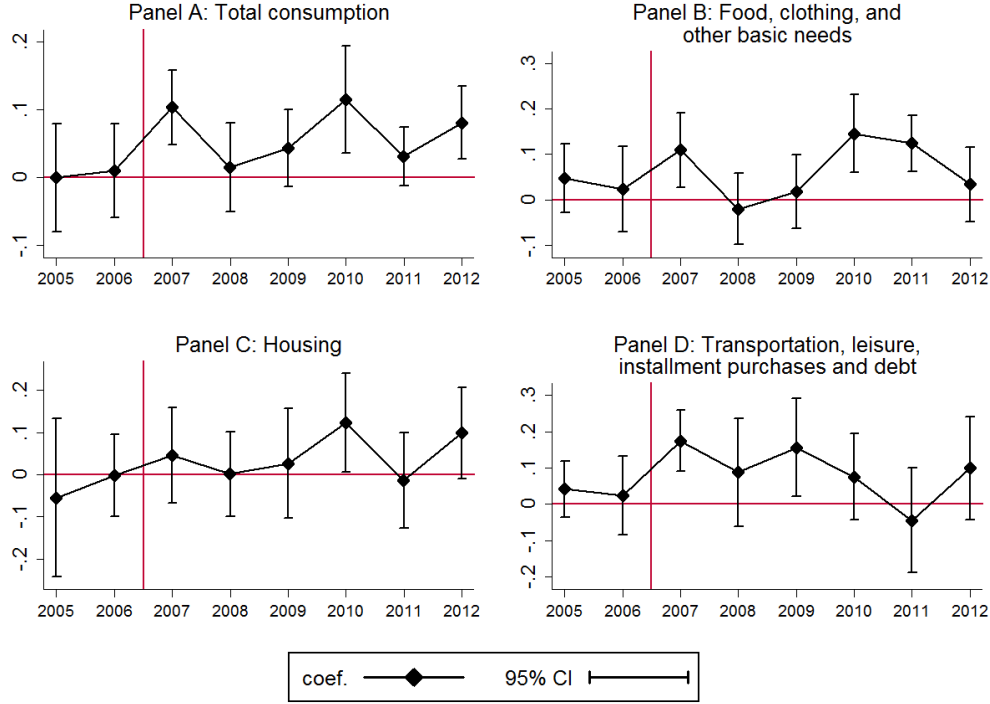 Panel A: Total consumption
.2
.1
0
-.1
2005 2006 2007 2008 2009 2010 2011 2012
Panel B: Food, clothing, and
other basic needs
.3
.2
.1
0
-.1
2005 2006 2007 2008 2009 2010 2011 2012
Panel C: Housing
.2
.1
0
-.1
-.2
2005 2006 2007 2008 2009 2010 2011 2012
Panel D: Transportation, leisure,
installment purchases and debt
.3
.2
.1
0
-.1
-.2
2005 2006 2007 2008 2009 2010 2011 2012
coef. 95% CI